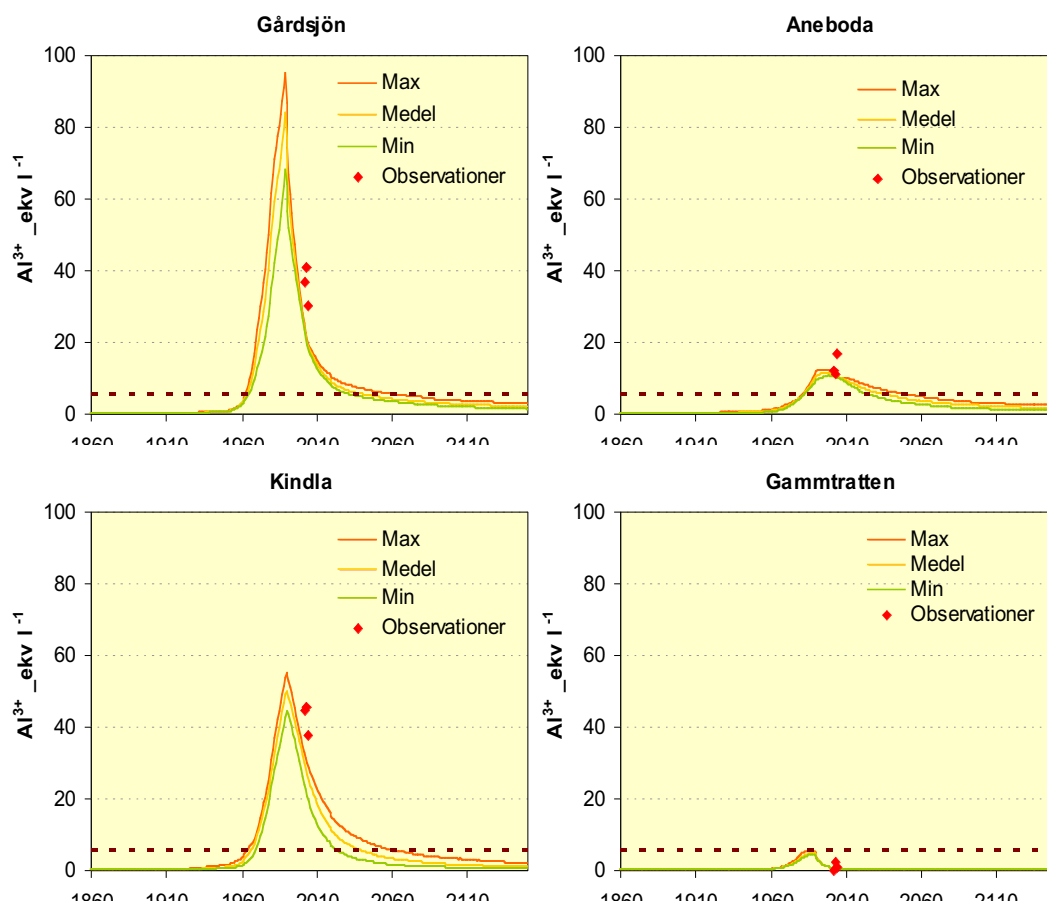 Gårdsjön
100
80
60
40
20
0
Al³⁺ _ekv l⁻¹
Max
Medel
Min
Observationer
1860 1910 1960 2010 2060 2110
Aneboda
100
80
60
40
20
0
Al³⁺ _ekv l⁻¹
Max
Medel
Min
Observationer
1860 1910 1960 2010 2060 2110
Kindla
100
80
60
40
20
0
Al³⁺ _ekv l⁻¹
Max
Medel
Min
Observationer
1860 1910 1960 2010 2060 2110
Gammtratten
100
80
60
40
20
0
Al³⁺ _ekv l⁻¹
Max
Medel
Min
Observationer
1860 1910 1960 2010 2060 2110